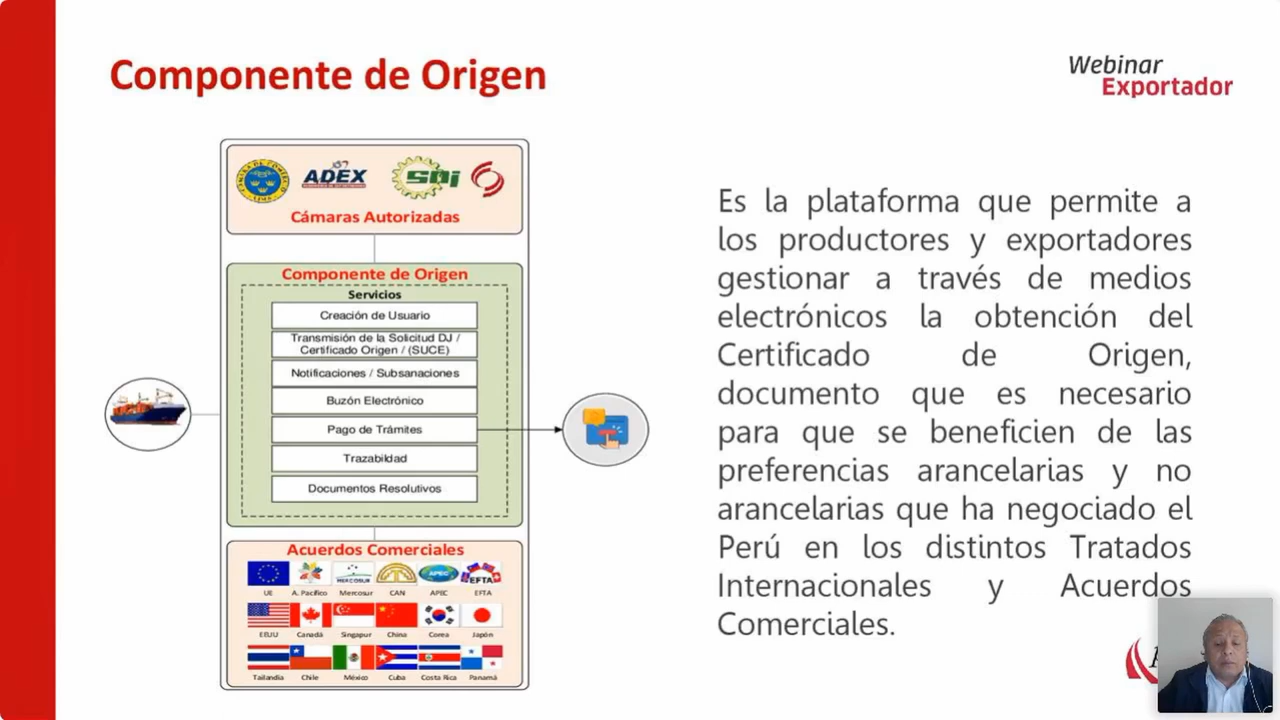 Componente de Origen
Webinar
Exportador
ADEX
Cámaras Autorizadas
Componente de Origen
Servicios
Creación de Usuario
Transmisión de la Solicitud DJ /
Certificado Origen / (SUCE)
Notificaciones / Subsanaciones
Buzón Electrónico
Pago de Trámites
Trazabildad
Documentos Resolutivos
Acuerdos Comerciales
MERCOSUR
APEC
EFTA
UE
A. Pacífico
Mercosur
CAN
APEC
EFTA
EEUU
Canadá
Singapur
China
Corea
Japón
Tailandia
Chile
México
Cuba
Costa Rica
Panamá
Es la plataforma que permite a
los productores y exportadores
gestionar a través de medios
electrónicos la obtención del
Certificado de Origen,
documento que es necesario
para que se beneficien de las
preferencias arancelarias y no
arancelarias que ha negociado el
Perú en los distintos Tratados
Internacionales y Acuerdos
Comerciales.